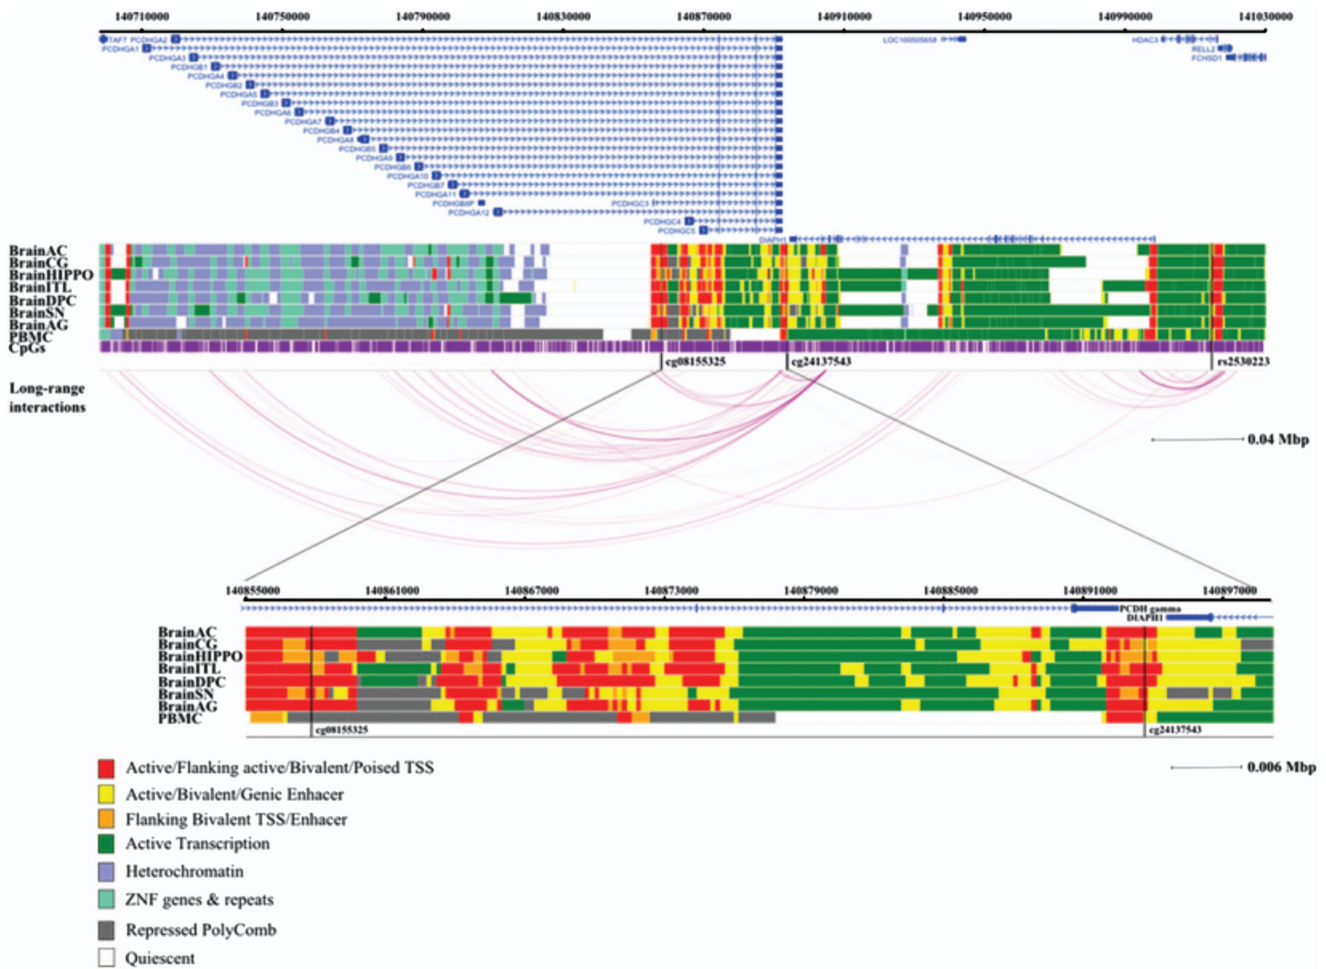 140710000 140750000 140790000 140830000 140870000 140910000 140950000 140990000 141030000
TAF7 PCDHGA2 LOC100505658 HDAC3
PCDHGA1 RELL2
PCDHGA3 FCHSD1
PCDHGB1
PCDHGA4
PCDHGB2
PCDHGA5
PCDHGB3
PCDHGA6
PCDHGA7
PCDHGB4
PCDHGA8
PCDHGB5
PCDHGA9
PCDHGB6
PCDHGA10
PCDHGB7
PCDHGA11
PCDHGB8P PCDHGC3
PCDHGA12
PCDHGC4
PCDHGC5
DIAPH1
BrainAC
BrainCG
BrainHIPPO
BrainITL
BrainDPC
BrainSN
BrainAG
PBMC
CpGs
cg08155325 cg24137543 rs2530223
Long-range
interactions
0.04 Mbp
140855000 140861000 140867000 140873000 140879000 140885000 140891000 140897000
PCDH gamma
DIAPH1
BrainAC
BrainCG
BrainHIPPO
BrainITL
BrainDPC
BrainSN
BrainAG
PBMC
cg08155325 cg24137543
0.006 Mbp
Active/Flanking active/Bivalent/Poised TSS
Active/Bivalent/Genic Enhacer
Flanking Bivalent TSS/Enhacer
Active Transcription
Heterochromatin
ZNF genes & repeats
Repressed PolyComb
Quiescent